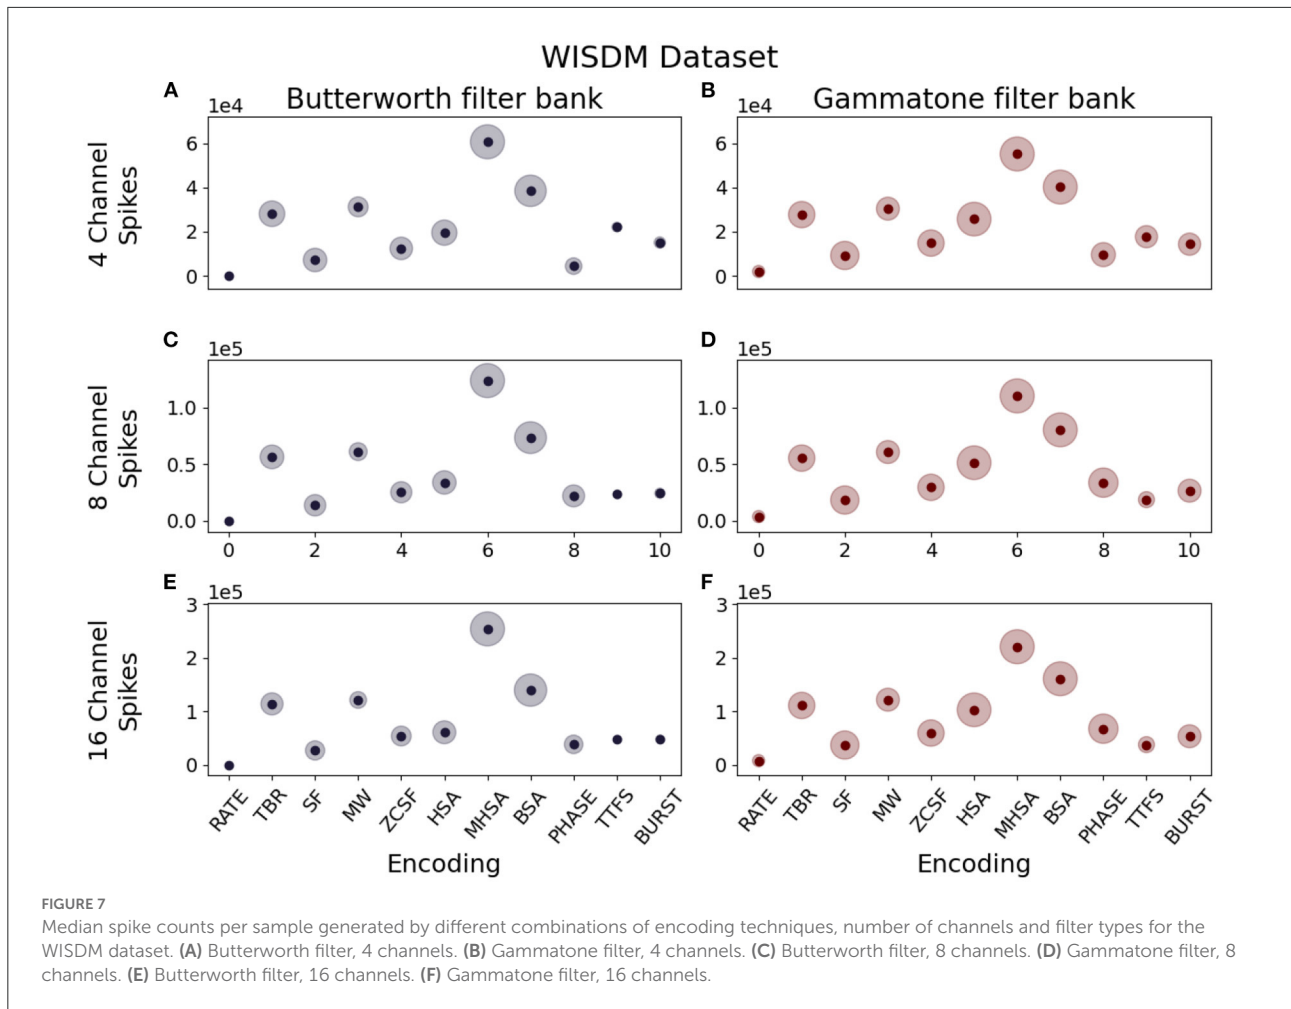 WISDM Dataset
A
Butterworth filter bank
B
Gammatone filter bank
4 Channel
Spikes
1e4
6
4
2
0
1e4
6
4
2
0
C
D
8 Channel
Spikes
1e5
1.0
0.5
0.0
0 2 4 6 8 10
1e5
1.0
0.5
0.0
0 2 4 6 8 10
E
F
16 Channel
Spikes
1e5
3
2
1
0
RATE TBR SF MW ZCSF HSA MHSA BSA PHASE TTFS BURST
Encoding
1e5
3
2
1
0
RATE TBR SF MW ZCSF HSA MHSA BSA PHASE TTFS BURST
Encoding
FIGURE 7
Median spike counts per sample generated by different combinations of encoding techniques, number of channels and filter types for the
WISDM dataset. (A) Butterworth filter, 4 channels. (B) Gammatone filter, 4 channels. (C) Butterworth filter, 8 channels. (D) Gammatone filter, 8
channels. (E) Butterworth filter, 16 channels. (F) Gammatone filter, 16 channels.